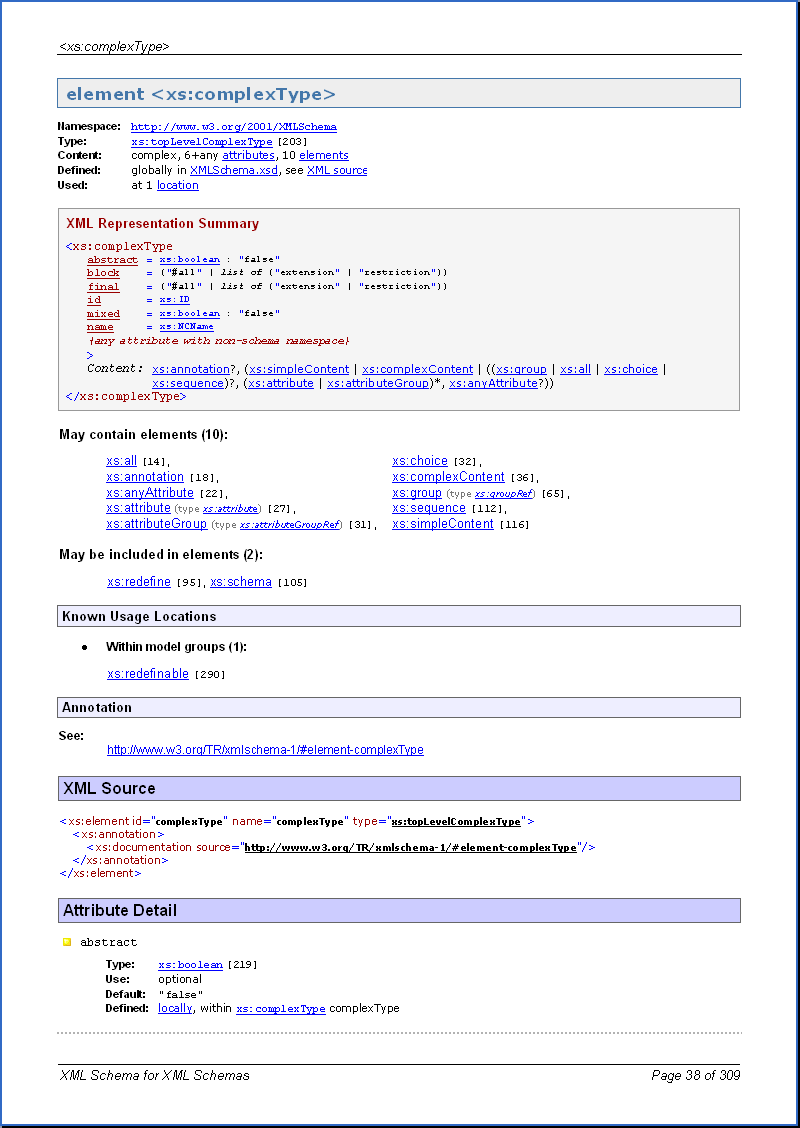 <xs:complexType>
element <xs:complexType>
Namespace: http://www.w3.org/2001/XMLSchema
Type: xs:topLevelComplexType [203]
Content: complex, 6+any attributes, 10 elements
Defined: globally in XMLSchema.xsd, see XML source
Used: at 1 location
XML Representation Summary
<xs:complexType
abstract = xs:boolean : "false"
block = ("#all" | list of ("extension" | "restriction"))
final = ("#all" | list of ("extension" | "restriction"))
id = xs:ID
mixed = xs:boolean : "false"
name = xs:NCName
{any attribute with non-schema namespace}
>
Content: xs:annotation?, (xs:simpleContent | xs:complexContent | ((xs:group | xs:all | xs:choice |
xs:sequence)?, (xs:attribute | xs:attributeGroup)*, xs:anyAttribute?))
</xs:complexType>
May contain elements (10):
xs:all [14], xs:choice [32],
xs:annotation [18], xs:complexContent [36],
xs:anyAttribute [22], xs:group (type xs:groupRef) [65],
xs:attribute (type xs:attribute) [27], xs:sequence [112],
xs:attributeGroup (type xs:attributeGroupRef) [31], xs:simpleContent [116]
May be included in elements (2):
xs:redefine [95], xs:schema [105]
Known Usage Locations
• Within model groups (1):
xs:redefinable [290]
Annotation
See:
http://www.w3.org/TR/xmlschema-1/#element-complexType
XML Source
<xs:element id="complexType" name="complexType" type="xs:topLevelComplexType">
<xs:annotation>
<xs:documentation source="http://www.w3.org/TR/xmlschema-1/#element-complexType"/>
</xs:annotation>
</xs:element>
Attribute Detail
abstract
Type: xs:boolean [219]
Use: optional
Default: "false"
Defined: locally, within xs:complexType complexType
XML Schema for XML Schemas Page 38 of 309